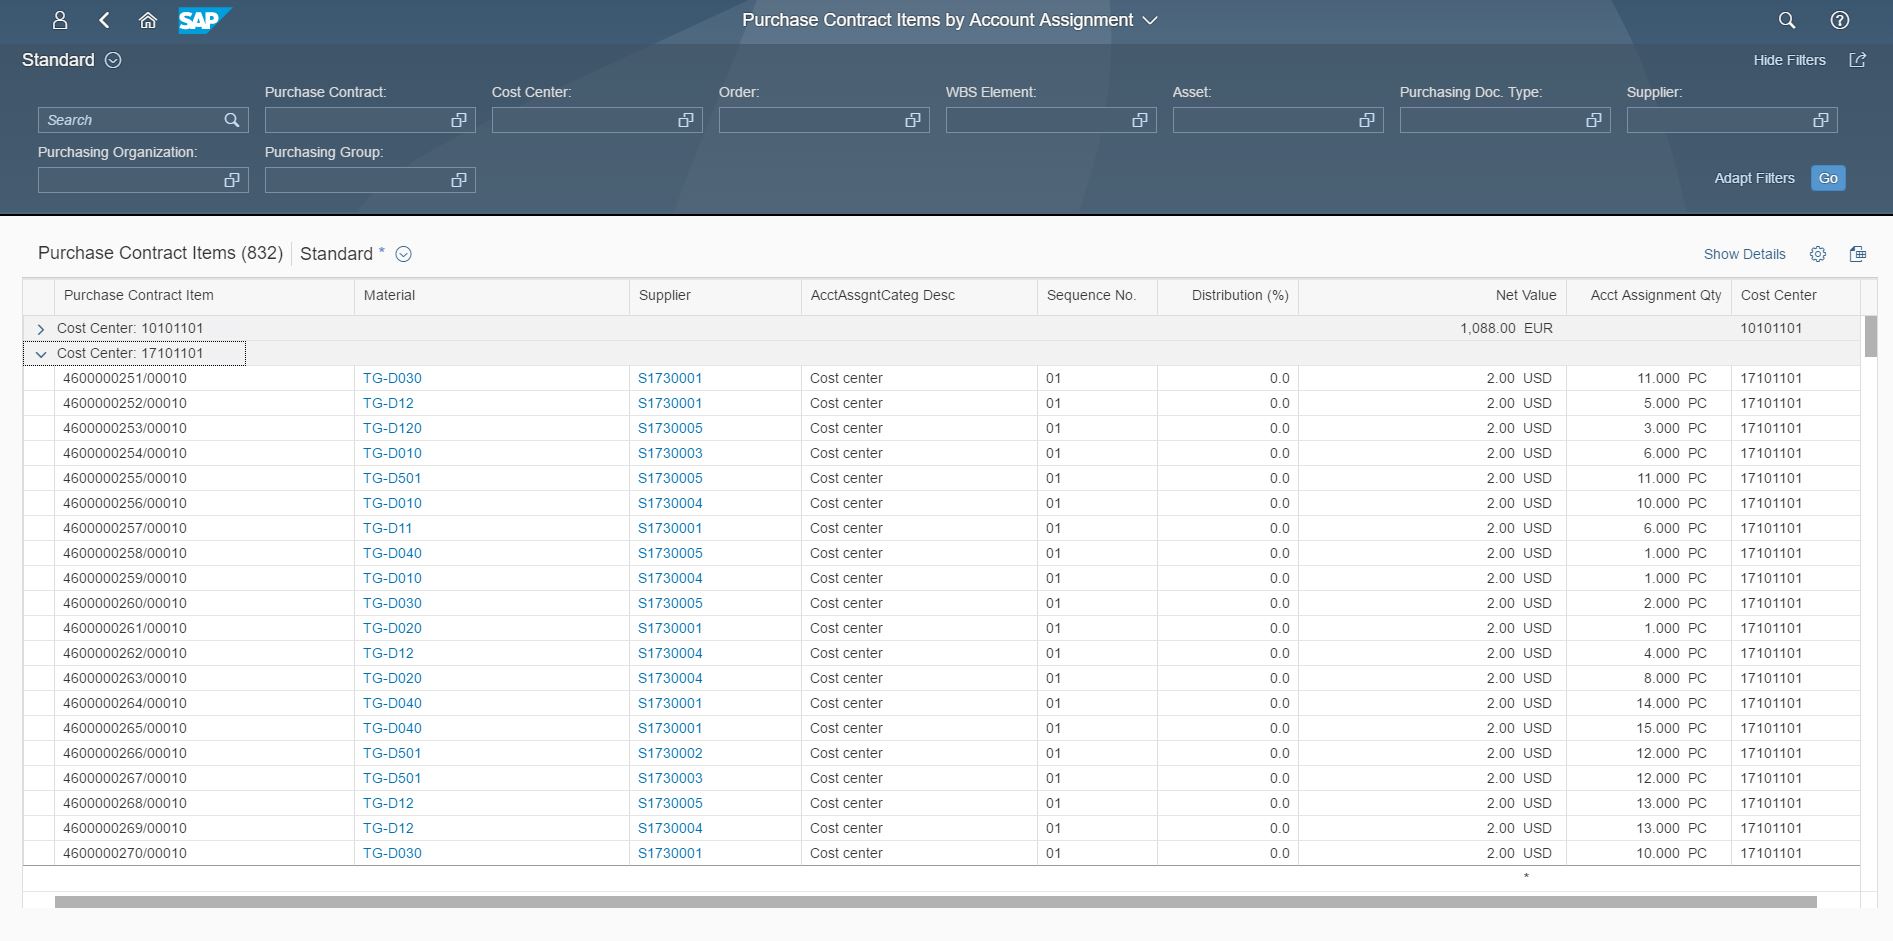 SAP
Purchase Contract Items by Account Assignment
Standard
Hide Filters
Purchase Contract: Cost Center: Order: WBS Element: Asset: Purchasing Doc. Type: Supplier:
Search
Purchasing Organization: Purchasing Group:
Adapt Filters Go
Purchase Contract Items (832) Standard *
Show Details
Purchase Contract Item Material Supplier AcctAssgntCateg Desc Sequence No. Distribution (%) Net Value Acct Assignment Qty Cost Center
Cost Center: 10101101 1,088.00 EUR 10101101
Cost Center: 17101101
4600000251/00010 TG-D030 S1730001 Cost center 01 0.0 2.00 USD 11.000 PC 17101101
4600000252/00010 TG-D12 S1730001 Cost center 01 0.0 2.00 USD 5.000 PC 17101101
4600000253/00010 TG-D120 S1730005 Cost center 01 0.0 2.00 USD 3.000 PC 17101101
4600000254/00010 TG-D010 S1730003 Cost center 01 0.0 2.00 USD 6.000 PC 17101101
4600000255/00010 TG-D501 S1730005 Cost center 01 0.0 2.00 USD 11.000 PC 17101101
4600000256/00010 TG-D010 S1730004 Cost center 01 0.0 2.00 USD 10.000 PC 17101101
4600000257/00010 TG-D11 S1730001 Cost center 01 0.0 2.00 USD 6.000 PC 17101101
4600000258/00010 TG-D040 S1730005 Cost center 01 0.0 2.00 USD 1.000 PC 17101101
4600000259/00010 TG-D010 S1730004 Cost center 01 0.0 2.00 USD 1.000 PC 17101101
4600000260/00010 TG-D030 S1730005 Cost center 01 0.0 2.00 USD 2.000 PC 17101101
4600000261/00010 TG-D020 S1730001 Cost center 01 0.0 2.00 USD 1.000 PC 17101101
4600000262/00010 TG-D12 S1730004 Cost center 01 0.0 2.00 USD 4.000 PC 17101101
4600000263/00010 TG-D020 S1730004 Cost center 01 0.0 2.00 USD 8.000 PC 17101101
4600000264/00010 TG-D040 S1730001 Cost center 01 0.0 2.00 USD 14.000 PC 17101101
4600000265/00010 TG-D040 S1730001 Cost center 01 0.0 2.00 USD 15.000 PC 17101101
4600000266/00010 TG-D501 S1730002 Cost center 01 0.0 2.00 USD 12.000 PC 17101101
4600000267/00010 TG-D501 S1730003 Cost center 01 0.0 2.00 USD 12.000 PC 17101101
4600000268/00010 TG-D12 S1730005 Cost center 01 0.0 2.00 USD 13.000 PC 17101101
4600000269/00010 TG-D12 S1730004 Cost center 01 0.0 2.00 USD 13.000 PC 17101101
4600000270/00010 TG-D030 S1730001 Cost center 01 0.0 2.00 USD 10.000 PC 17101101
*